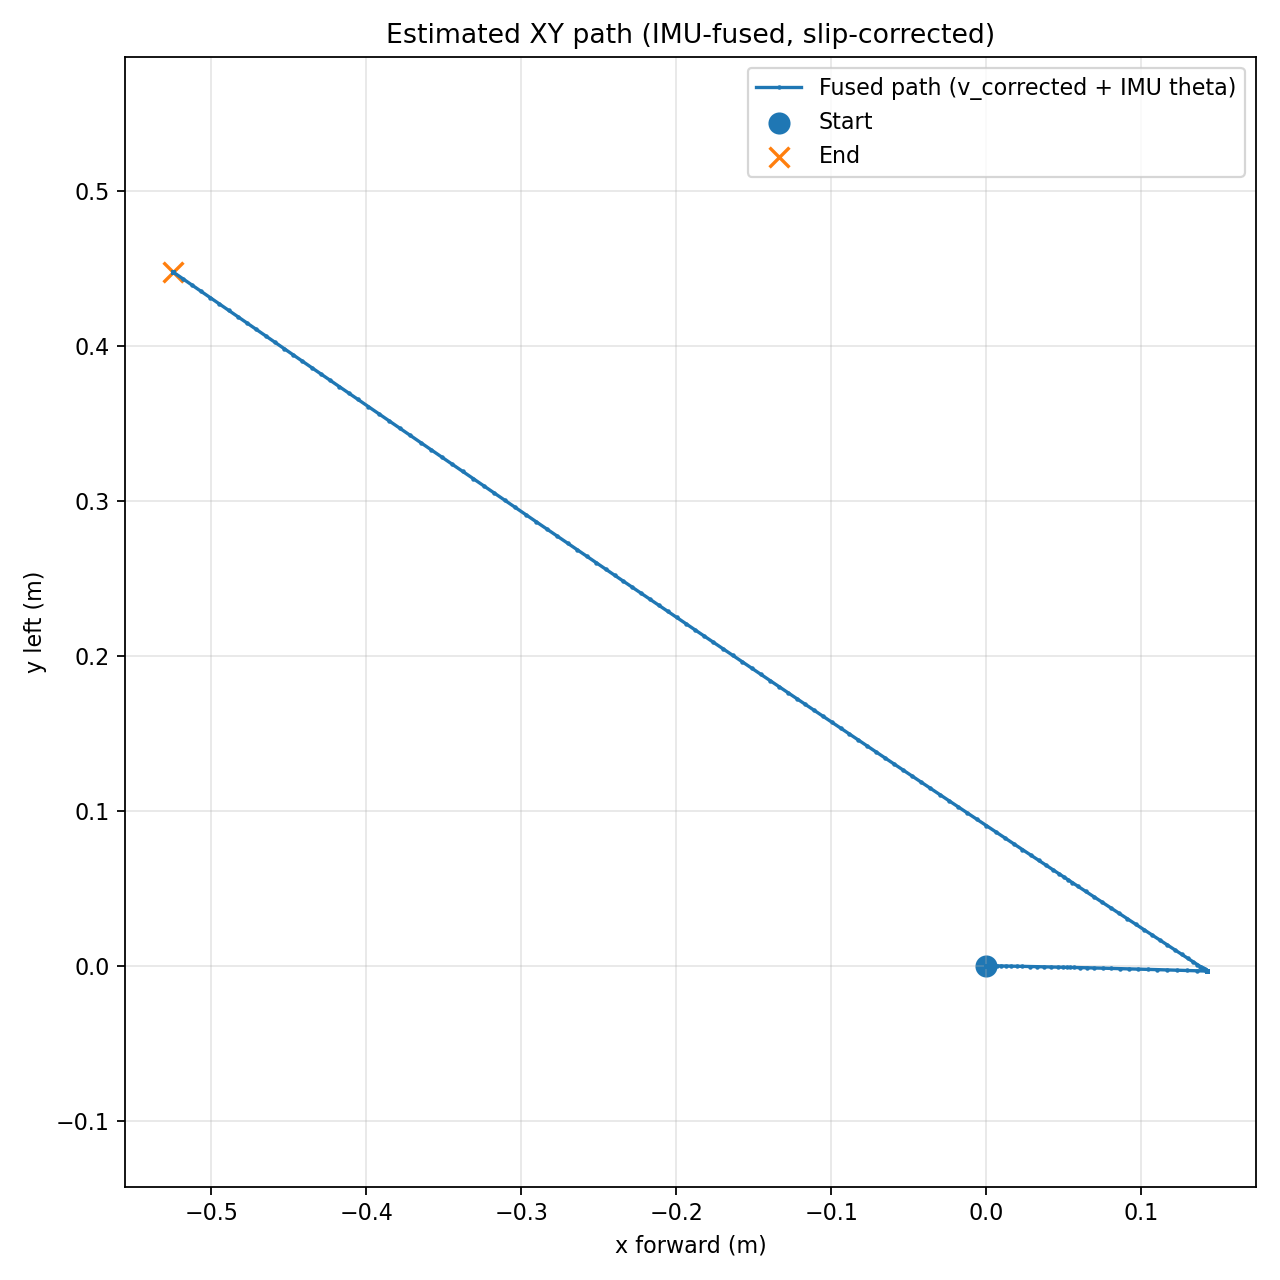 Estimated XY path (IMU-fused, slip-corrected)
Fused path (v_corrected + IMU theta)
Start
End
0.5
0.4
0.3
0.2
0.1
0.0
−0.1
y left (m)
−0.5 −0.4 −0.3 −0.2 −0.1 0.0 0.1
x forward (m)